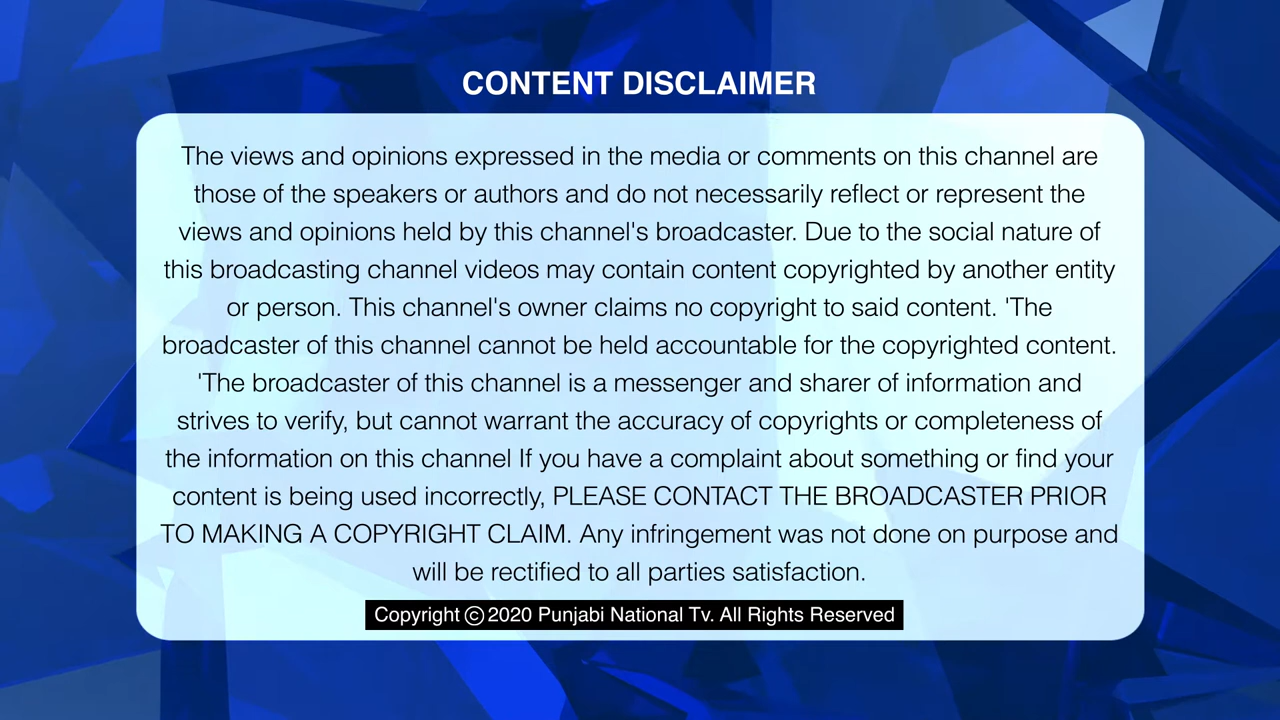 CONTENT DISCLAIMER
The views and opinions expressed in the media or comments on this channel are
those of the speakers or authors and do not necessarily reflect or represent the
views and opinions held by this channel's broadcaster. Due to the social nature of
this broadcasting channel videos may contain content copyrighted by another entity
or person. This channel's owner claims no copyright to said content. 'The
broadcaster of this channel cannot be held accountable for the copyrighted content.
'The broadcaster of this channel is a messenger and sharer of information and
strives to verify, but cannot warrant the accuracy of copyrights or completeness of
the information on this channel If you have a complaint about something or find your
content is being used incorrectly, PLEASE CONTACT THE BROADCASTER PRIOR
TO MAKING A COPYRIGHT CLAIM. Any infringement was not done on purpose and
will be rectified to all parties satisfaction.
Copyright ⓒ 2020 Punjabi National Tv. All Rights Reserved